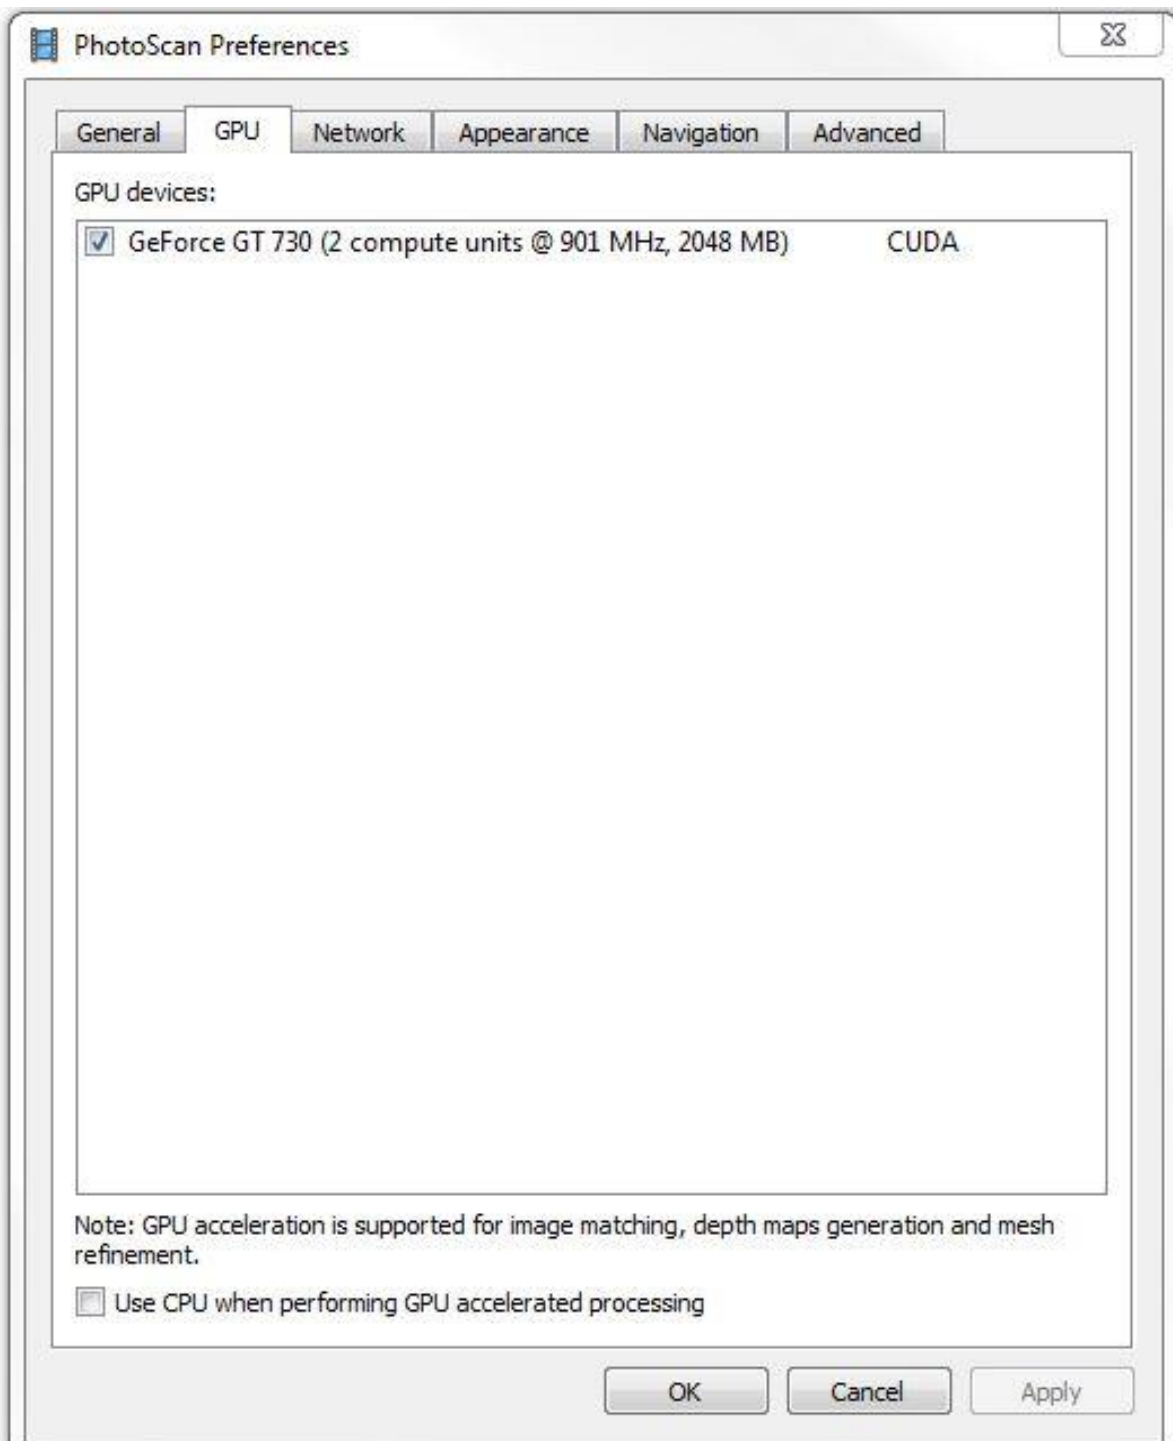 PhotoScan Preferences
General GPU Network Appearance Navigation Advanced
GPU devices:
GeForce GT 730 (2 compute units @ 901 MHz, 2048 MB) CUDA
Note: GPU acceleration is supported for image matching, depth maps generation and mesh
refinement.
Use CPU when performing GPU accelerated processing
OK Cancel Apply